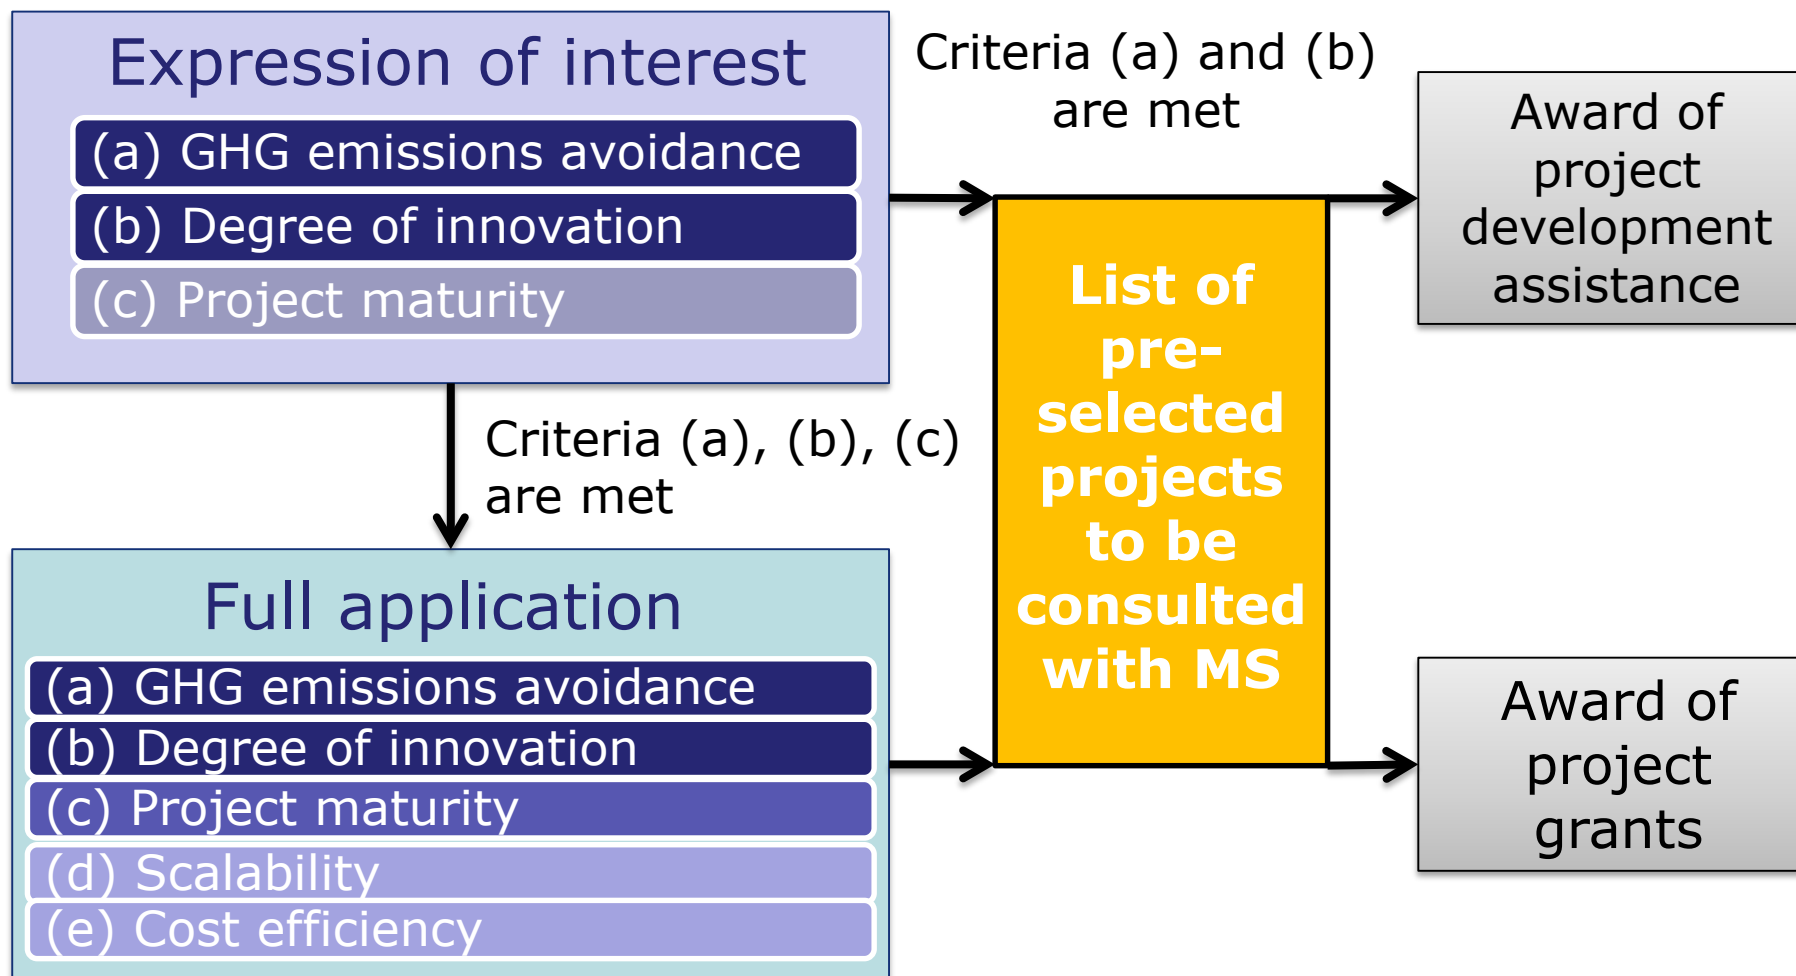 Expression of interest
(a) GHG emissions avoidance
(b) Degree of innovation
(c) Project maturity
Criteria (a) and (b)
are met
Award of
project
development
assistance
List of
pre-
selected
projects
to be
consulted
with MS
Criteria (a), (b), (c)
are met
Full application
(a) GHG emissions avoidance
(b) Degree of innovation
(c) Project maturity
(d) Scalability
(e) Cost efficiency
Award of
project
grants